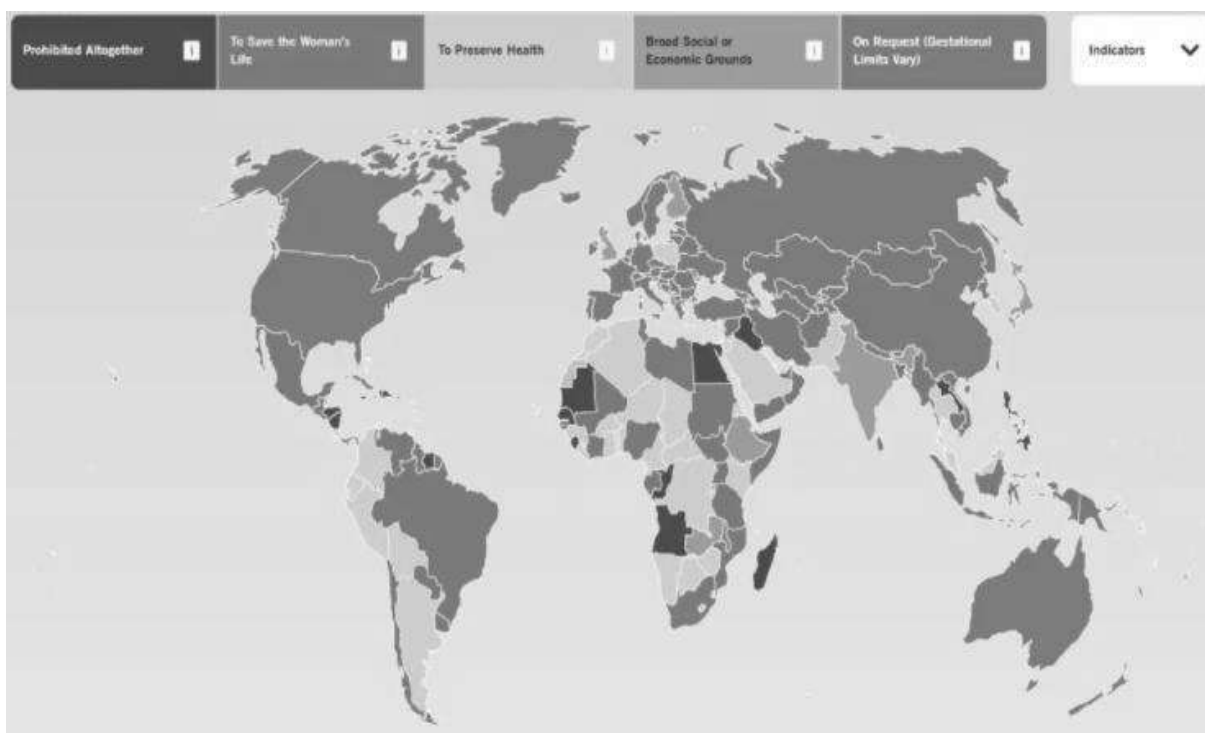 Prohibited Altogether
To Save the Woman's
Life
To Preserve Health
Broad Social or
Economic Grounds
On Request (Gestational
Limits Vary)
Indicators